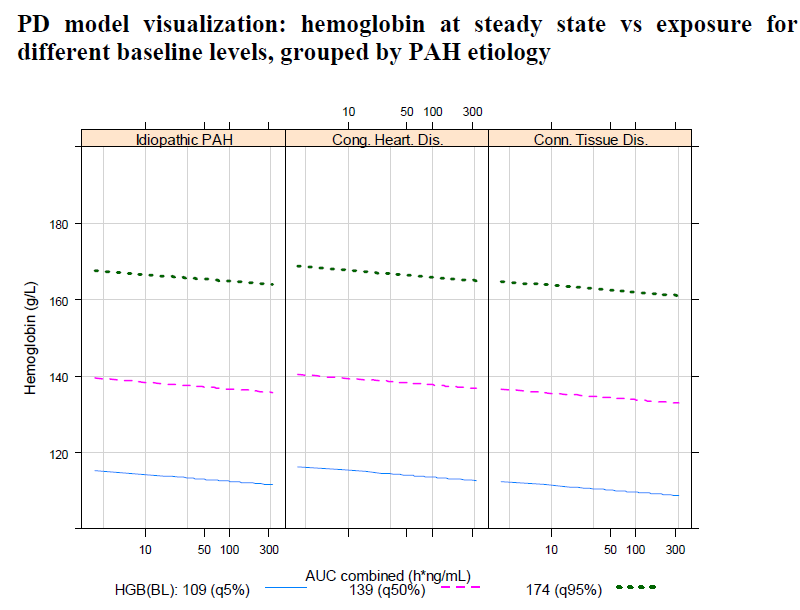 PD model visualization: hemoglobin at steady state vs exposure for
different baseline levels, grouped by PAH etiology
10 50 100 300
Idiopathic PAH Cong. Heart. Dis. Conn. Tissue Dis.
180
160
140
120
Hemoglobin (g/L)
10 50 100 300 10 50 100 300
AUC combined (h*ng/mL)
HGB(BL): 109 (q5%) 139 (q50%) 174 (q95%)